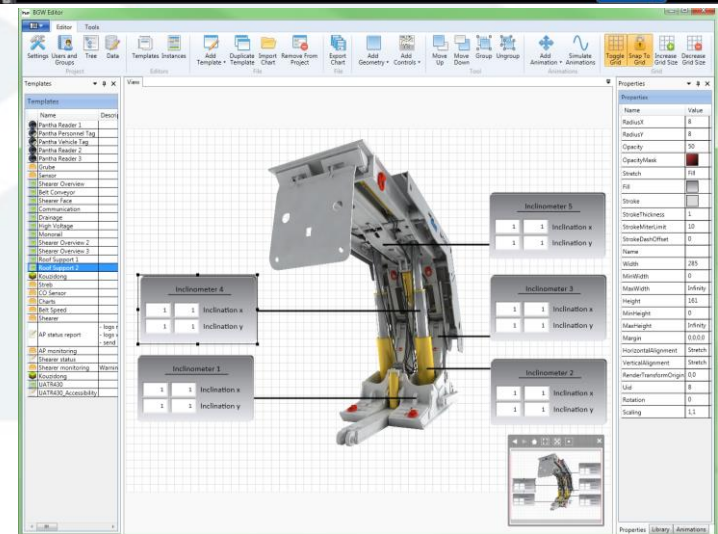 BGW Editor
Editor Tools
Settings Users and Groups Tree Data
Project
Templates Instances
Editors
Add Template Duplicate Template Import Chart Remove From Project
File
Export Chart
File
Add Geometry Add Controls
Move Up Move Down Group Ungroup
Tool
Add Animation Simulate Animations
Animations
Toggle Grid Snap To Grid Increase Grid Size Decrease Grid Size
Grid
Templates
Templates
Name Descrip
Pantha Reader 1
Pantha Personnel Tag
Pantha Vehicle Tag
Pantha Reader 2
Pantha Reader 3
Grube
Sensor
Shearer Overview
Belt Conveyor
Shearer Face
Communication
Drainage
High Voltage
Monorail
Shearer Overview 2
Shearer Overview 3
Roof Support 1
Roof Support 2
Kouzidong
Streb
CO Sensor
Charts
Belt Speed
Shearer
AP status report
- logs r
- logs v
- send
AP monitoring
Shearer status
Shearer monitoring Warnin
Kouzidong
UATR430
UATR430_Accessibility
View
Inclinometer 5
1 1 Inclination x
1 1 Inclination y
Inclinometer 4
1 1 Inclination x
1 1 Inclination y
Inclinometer 3
1 1 Inclination x
1 1 Inclination y
Inclinometer 1
1 1 Inclination x
1 1 Inclination y
Inclinometer 2
1 1 Inclination x
1 1 Inclination y
Properties
Properties
Name Value
RadiusX 8
RadiusY 8
Opacity 50
OpacityMask
Stretch Fill
Fill
Stroke
StrokeThickness 1
StrokeMiterLimit 10
StrokeDashOffset 0
Name
Width 285
MinWidth 0
MaxWidth Infinity
Height 161
MinHeight 0
MaxHeight Infinity
Margin 0,0,0,0
HorizontalAlignment Stretch
VerticalAlignment Stretch
RenderTransformOrigin 0,0
Uid 8
Rotation 0
Scaling 1,1
Properties Library Animations